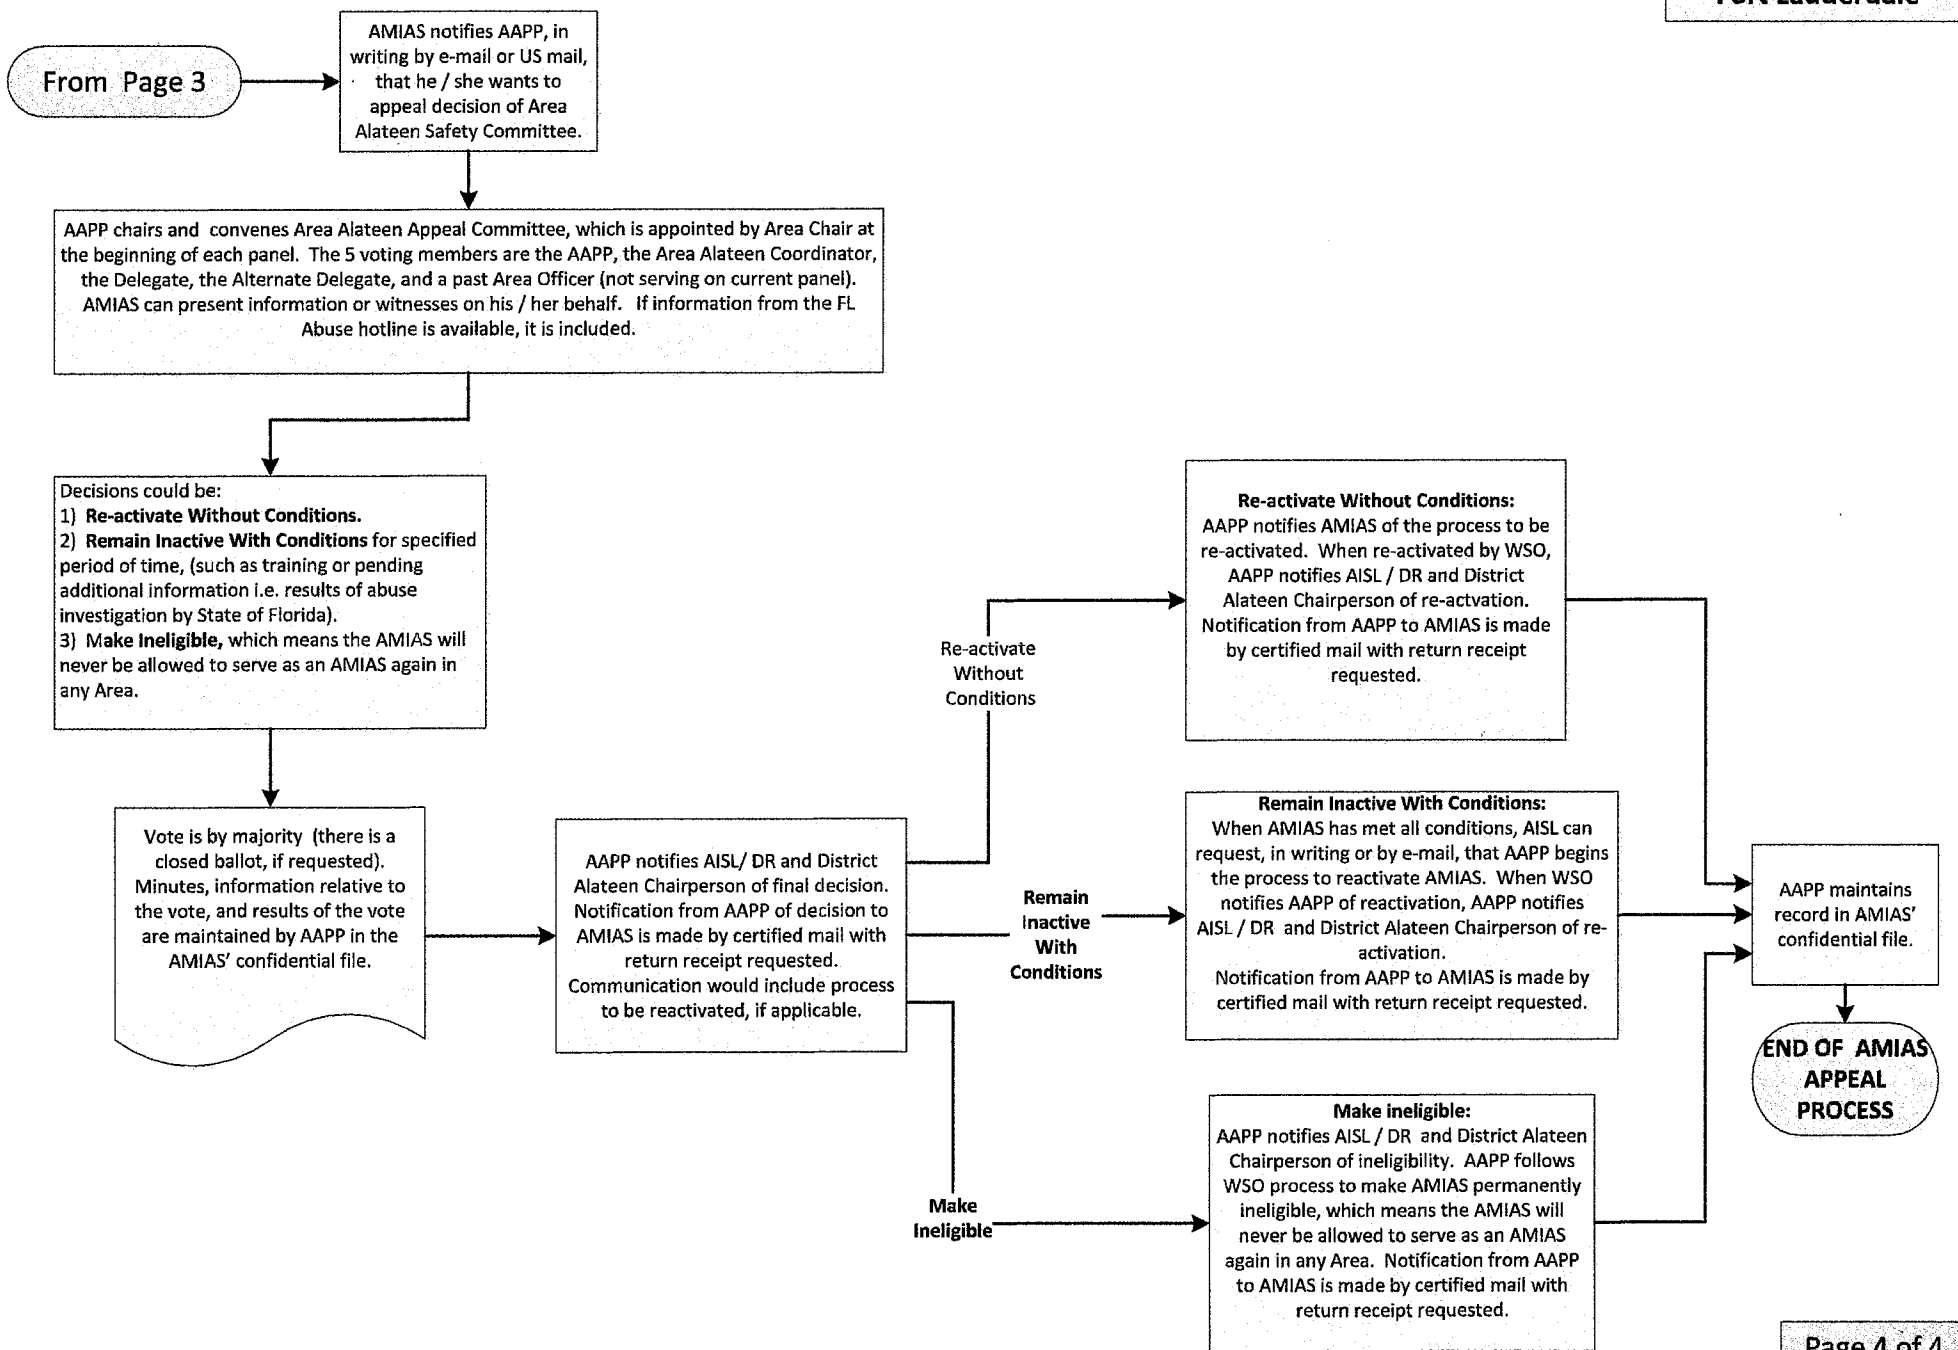 AMIAS notifies AAPP, in
writing by e-mail or US mail,
that he / she wants to
appeal decision of Area
Alateen Safety Committee.
From Page 3
AAPP chairs and convenes Area Alateen Appeal Committee, which is appointed by Area Chair at
the beginning of each panel. The 5 voting members are the AAPP, the Area Alateen Coordinator,
the Delegate, the Alternate Delegate, and a past Area Officer (not serving on current panel).
AMIAS can present information or witnesses on his / her behalf. If information from the FL
Abuse hotline is available, it is included.
Decisions could be:
1) Re-activate Without Conditions.
2) Remain Inactive With Conditions for specified
period of time, (such as training or pending
additional information i.e. results of abuse
investigation by State of Florida).
3) Make Ineligible, which means the AMIAS will
never be allowed to serve as an AMIAS again in
any Area.
Vote is by majority (there is a
closed ballot, if requested).
Minutes, information relative to
the vote, and results of the vote
are maintained by AAPP in the
AMIAS' confidential file.
AAPP notifies AISL/ DR and District
Alateen Chairperson of final decision.
Notification from AAPP of decision to
AMIAS is made by certified mail with
return receipt requested.
Communication would include process
to be reactivated, if applicable.
Re-activate
Without
Conditions
Re-activate Without Conditions:
AAPP notifies AMIAS of the process to be
re-activated. When re-activated by WSO,
AAPP notifies AISL / DR and District
Alateen Chairperson of re-actvation.
Notification from AAPP to AMIAS is made
by certified mail with return receipt
requested.
Remain
Inactive
With
Conditions
Remain Inactive With Conditions:
When AMIAS has met all conditions, AISL can
request, in writing or by e-mail, that AAPP begins
the process to reactivate AMIAS. When WSO
notifies AAPP of reactivation, AAPP notifies
AISL / DR and District Alateen Chairperson of re-
activation.
Notification from AAPP to AMIAS is made by
certified mail with return receipt requested.
Make
Ineligible
Make ineligible:
AAPP notifies AISL / DR and District Alateen
Chairperson of ineligibility. AAPP follows
WSO process to make AMIAS permanently
ineligible, which means the AMIAS will
never be allowed to serve as an AMIAS
again in any Area. Notification from AAPP
to AMIAS is made by certified mail with
return receipt requested.
AAPP maintains
record in AMIAS'
confidential file.
END OF AMIAS
APPEAL
PROCESS
Page 4 of 4